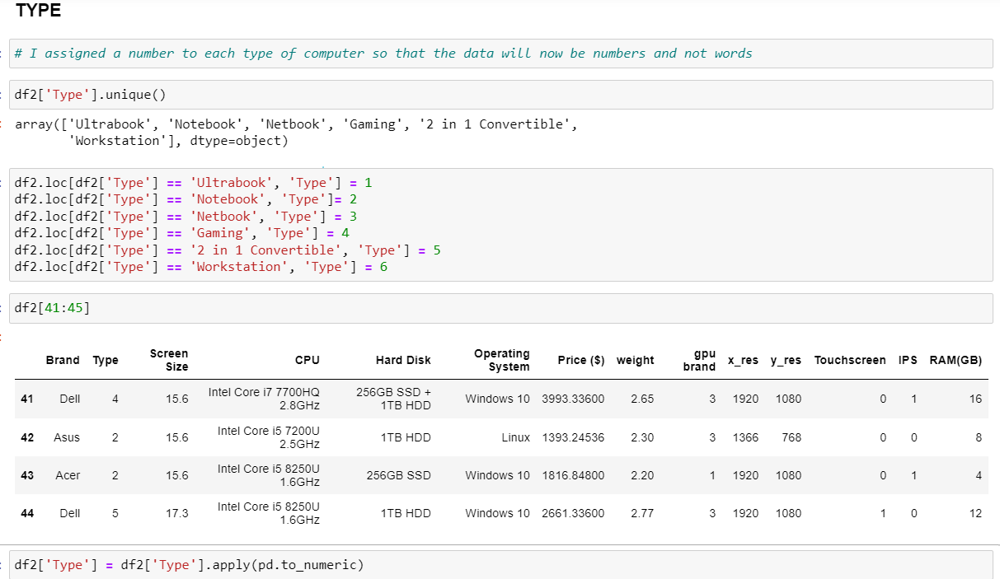 TYPE
# I assigned a number to each type of computer so that the data will now be numbers and not words
df2['Type'].unique()
array(['Ultrabook', 'Notebook', 'Netbook', 'Gaming', '2 in 1 Convertible',
       'Workstation'], dtype=object)
df2.loc[df2['Type'] == 'Ultrabook', 'Type'] = 1
df2.loc[df2['Type'] == 'Notebook', 'Type']= 2
df2.loc[df2['Type'] == 'Netbook', 'Type'] = 3
df2.loc[df2['Type'] == 'Gaming', 'Type'] = 4
df2.loc[df2['Type'] == '2 in 1 Convertible', 'Type'] = 5
df2.loc[df2['Type'] == 'Workstation', 'Type'] = 6
df2[41:45]
Brand Type Screen Size CPU Hard Disk Operating System Price ($) weight gpu brand x_res y_res Touchscreen IPS RAM(GB)
41 Dell 4 15.6 Intel Core i7 7700HQ 2.8GHz 256GB SSD + 1TB HDD Windows 10 3993.33600 2.65 3 1920 1080 0 1 16
42 Asus 2 15.6 Intel Core i5 7200U 2.5GHz 1TB HDD Linux 1393.24536 2.30 3 1366 768 0 0 8
43 Acer 2 15.6 Intel Core i5 8250U 1.6GHz 256GB SSD Windows 10 1816.84800 2.20 1 1920 1080 0 1 4
44 Dell 5 17.3 Intel Core i5 8250U 1.6GHz 1TB HDD Windows 10 2661.33600 2.77 3 1920 1080 1 0 12
df2['Type'] = df2['Type'].apply(pd.to_numeric)